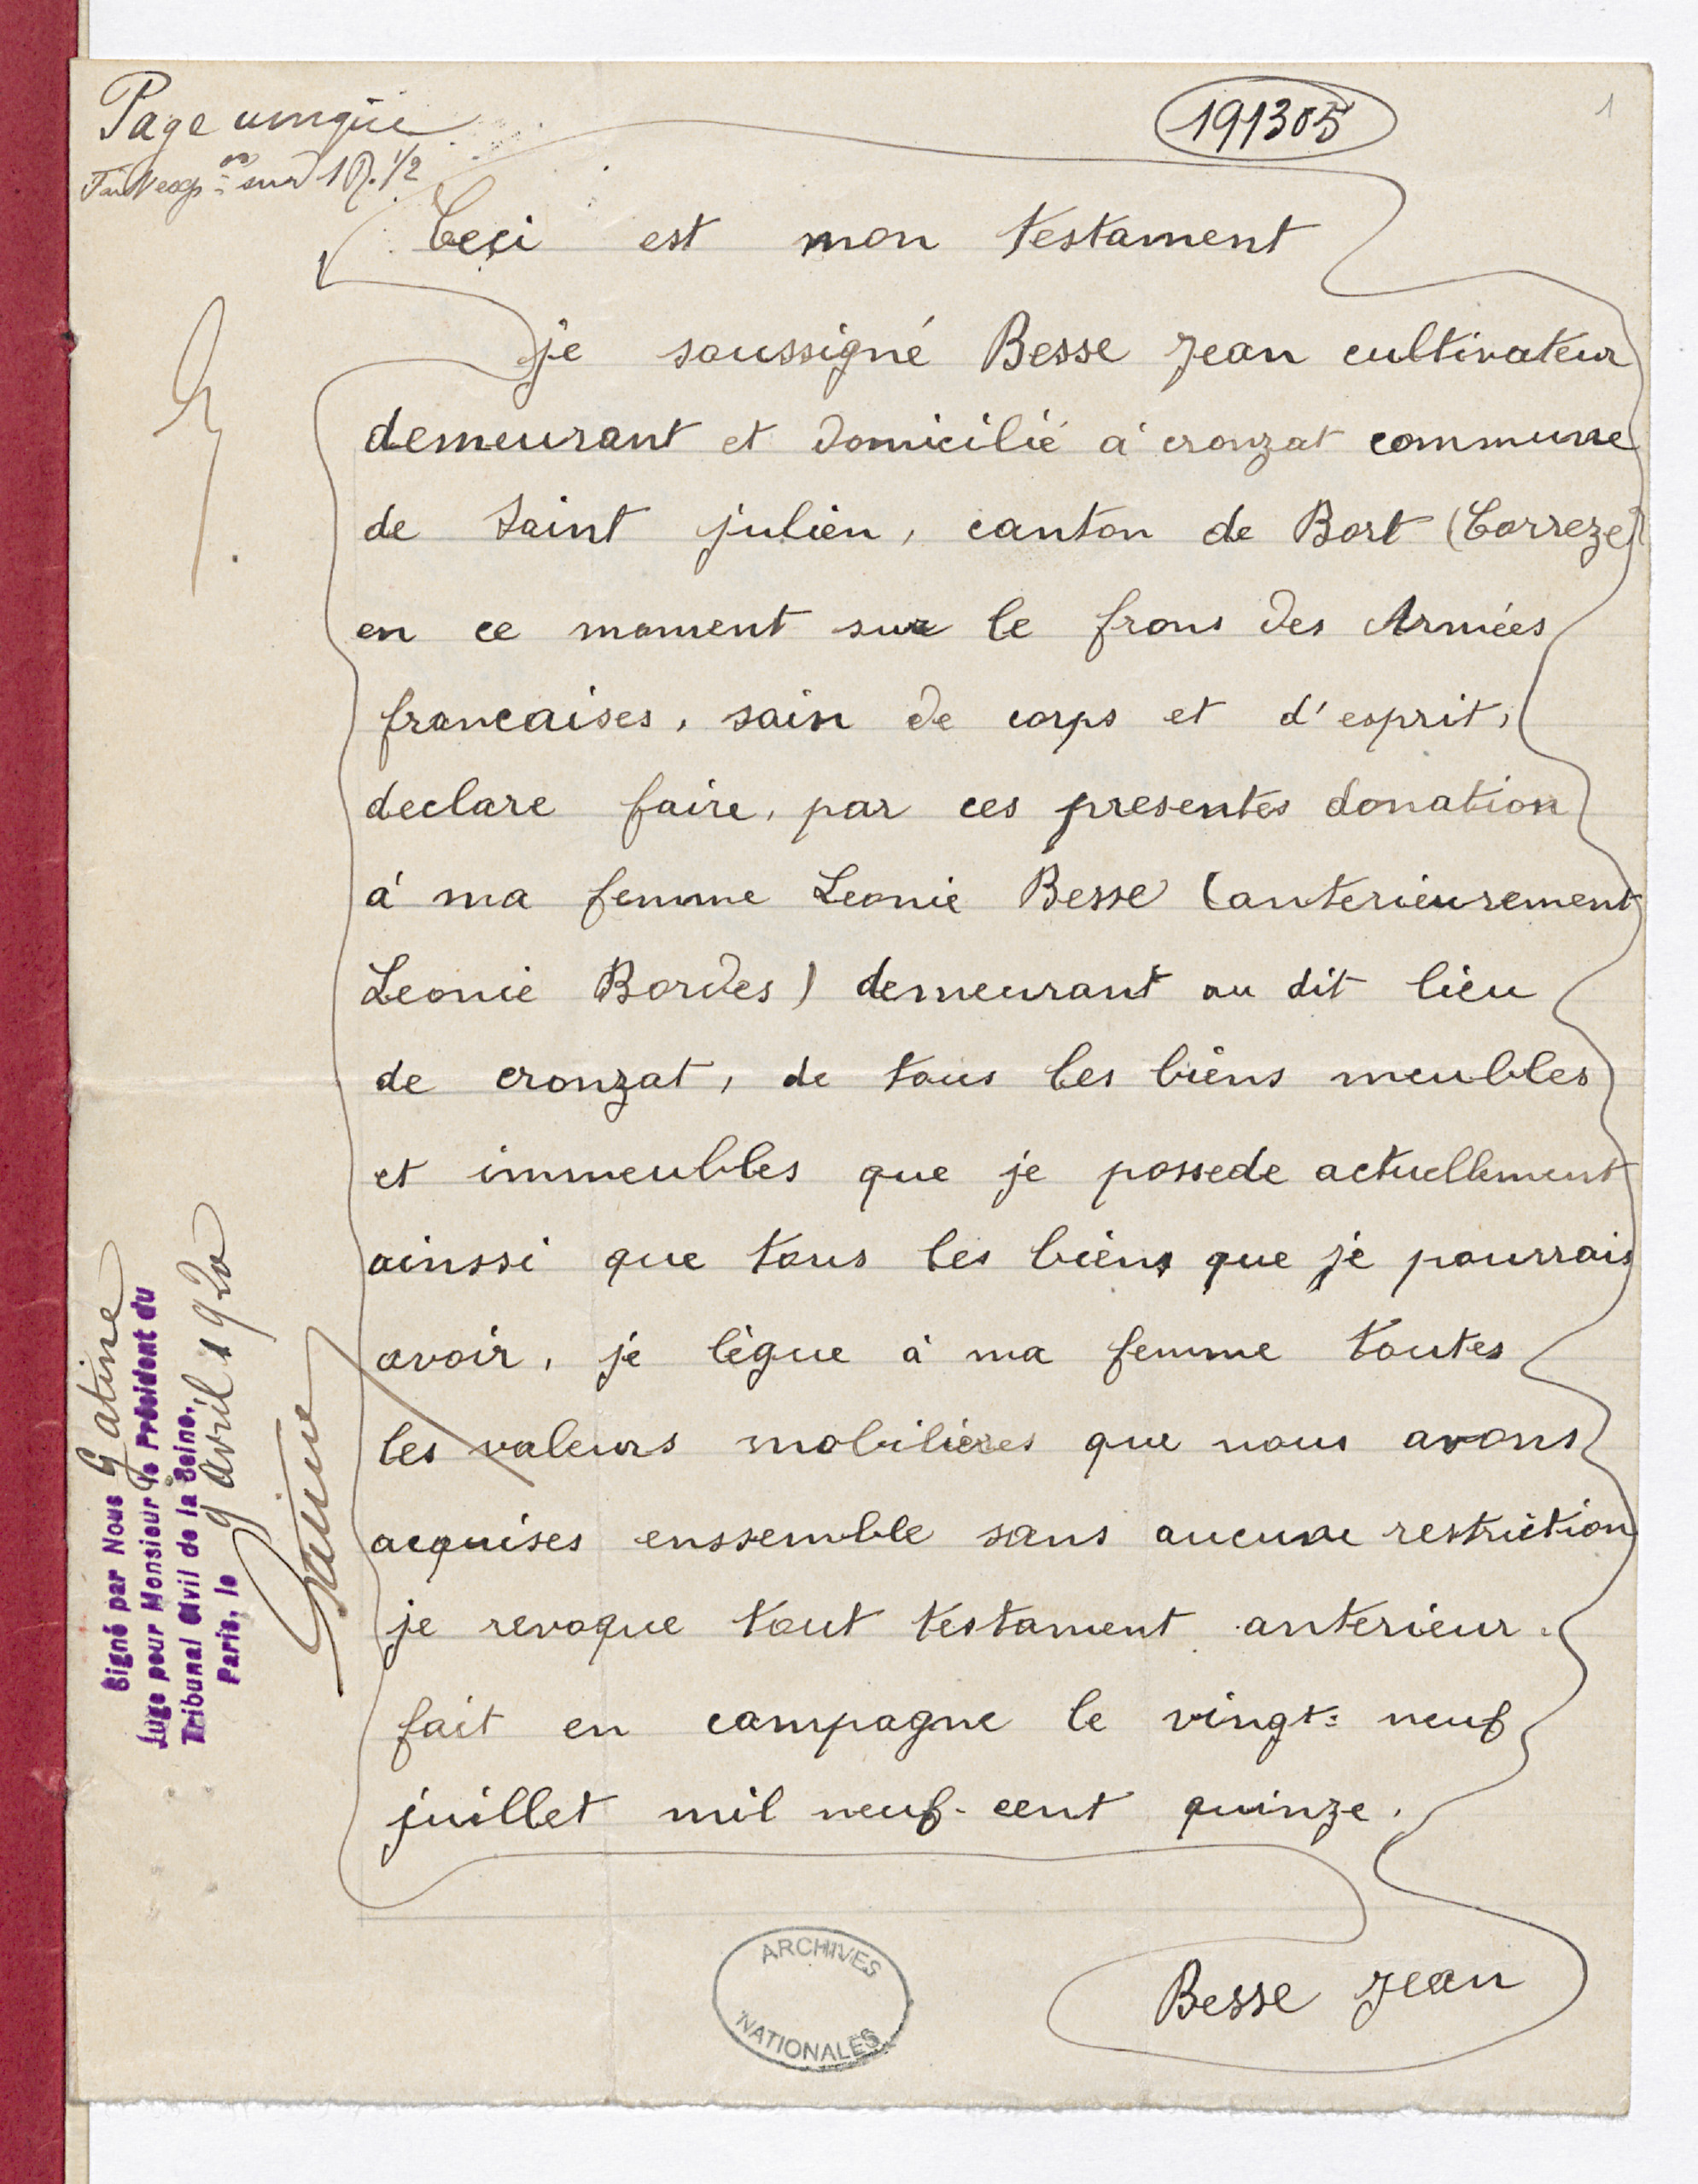 Page unique
191305
1
sur 1 R. 1/2
Ceçi est mon testament
je soussigné Besse Jean cultivateur
demeurant et domicilié à cronzat commune
de Saint julien, canton de Bort (Correze)
en ce moment sur le frons des Armées
francaises, sain de corps et d'esprit,
declare faire, par ces presentes donation
à ma femme Leonie Besse (anterieurement
Leonie Bordes) demeurant au dit lieu
de cronzat, de tous les biens meubles
et immeubles que je possede actuellement
ainssi que tous les biens que je pourrais
avoir, je lègue à ma femme toutes
les valeurs mobilières que nous avons
acquises enssemble sans aucune restriction
je revoque tout testament anterieur.
fait en campagne le vingt=neuf
juillet mil neuf-cent quinze.
Besse Jean
Signé par Nous Gatine
Juge pour Monsieur le Président du
Tribunal Civil de la Seine,
Paris, le 9 avril 1920
Gatine
ARCHIVES
NATIONALES